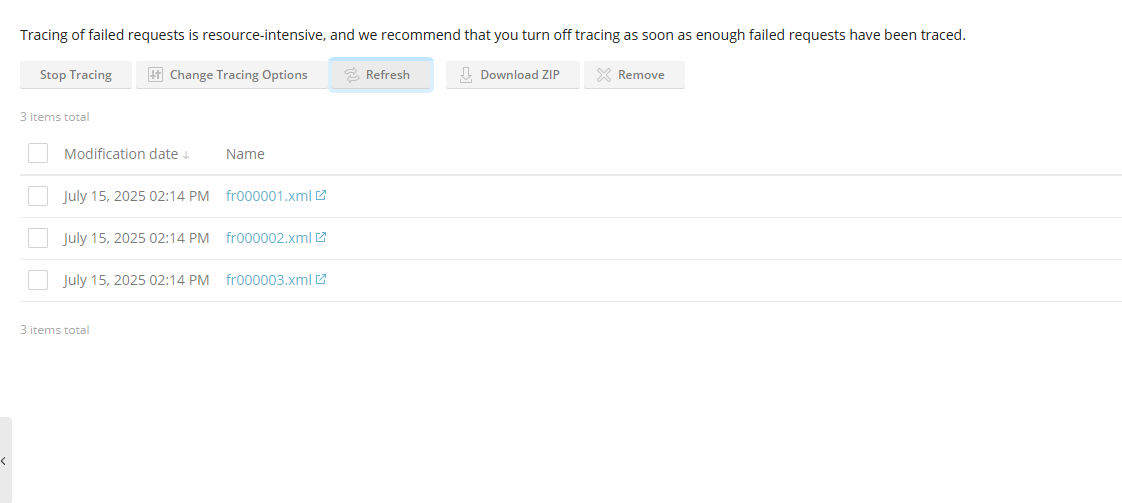 Tracing of failed requests is resource-intensive, and we recommend that you turn off tracing as soon as enough failed requests have been traced.
Stop Tracing Change Tracing Options Refresh Download ZIP Remove
3 items total
Modification date ↓ Name
July 15, 2025 02:14 PM fr000001.xml
July 15, 2025 02:14 PM fr000002.xml
July 15, 2025 02:14 PM fr000003.xml
3 items total